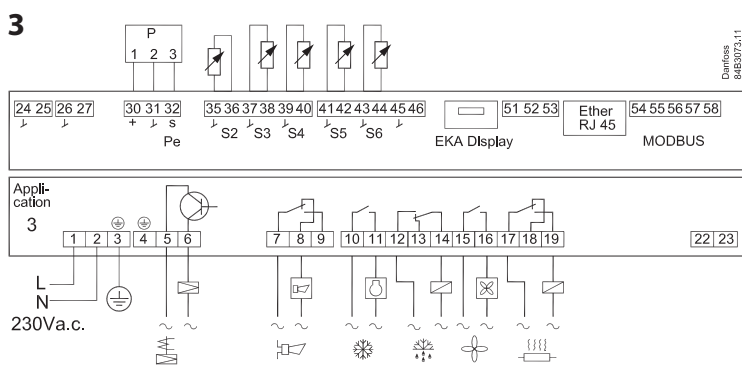 3
P
1 2 3
Danfoss
84B3073.11
24 25 26 27 30 31 32 35 36 37 38 39 40 41 42 43 44 45 46 51 52 53 Ether RJ 45 54 55 56 57 58
+ s S2 S3 S4 S5 S6
Pe EKA DIsplay MODBUS
Appli-
cation
3
1 2 3 4 5 6 7 8 9 10 11 12 13 14 15 16 17 18 19 22 23
L
N
230Va.c.